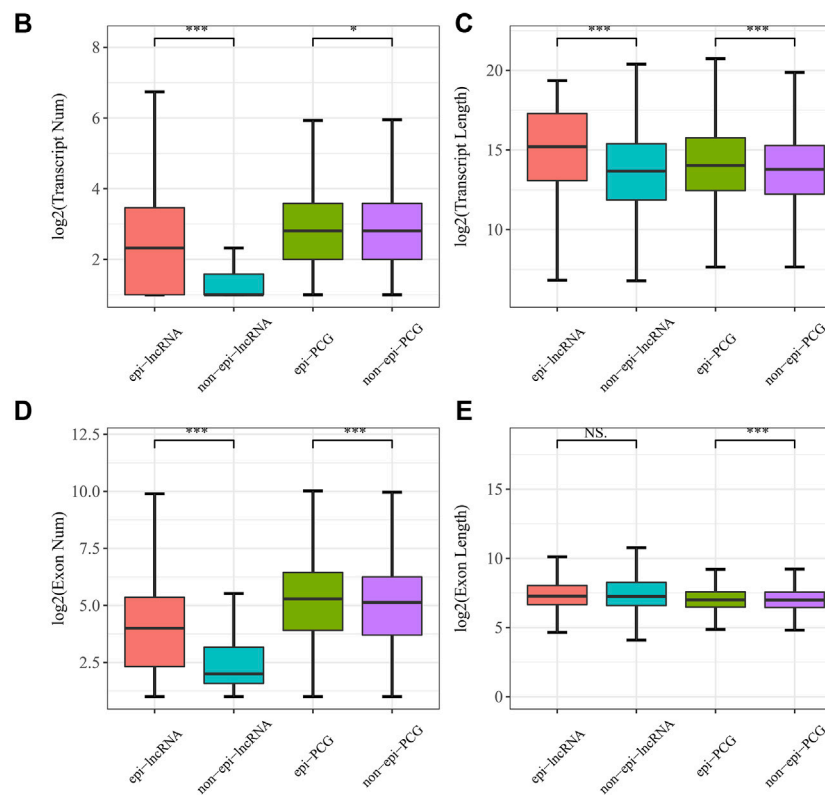 B
***
*
8
6
4
2
log2(Transcript Num)
epi-lncRNA
non-epi-lncRNA
epi-PCG
non-epi-PCG
C
***
***
20
15
10
log2(Transcript Length)
epi-lncRNA
non-epi-lncRNA
epi-PCG
non-epi-PCG
D
***
***
12.5
10.0
7.5
5.0
2.5
log2(Exon Num)
epi-lncRNA
non-epi-lncRNA
epi-PCG
non-epi-PCG
E
NS.
***
15
10
5
0
log2(Exon Length)
epi-lncRNA
non-epi-lncRNA
epi-PCG
non-epi-PCG